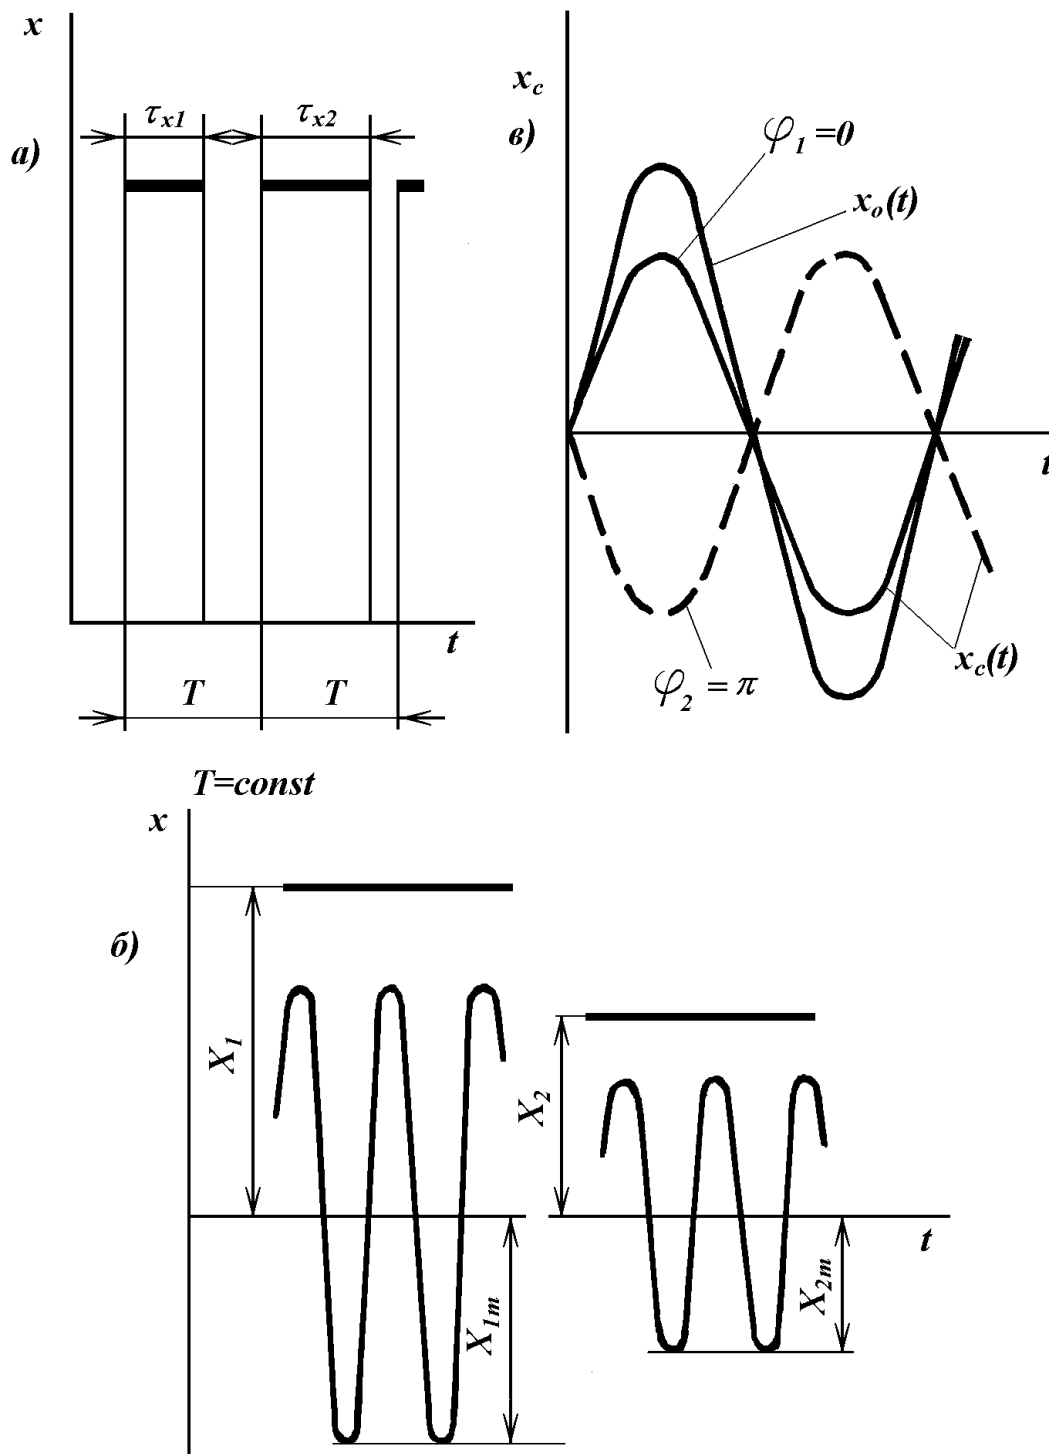 x
а)
τx1
τx2
t
T
T
T=const
xc
в)
φ1 =0
xo(t)
t
xc(t)
φ2 = π
x
б)
X1
X2
t
X1m
X2m